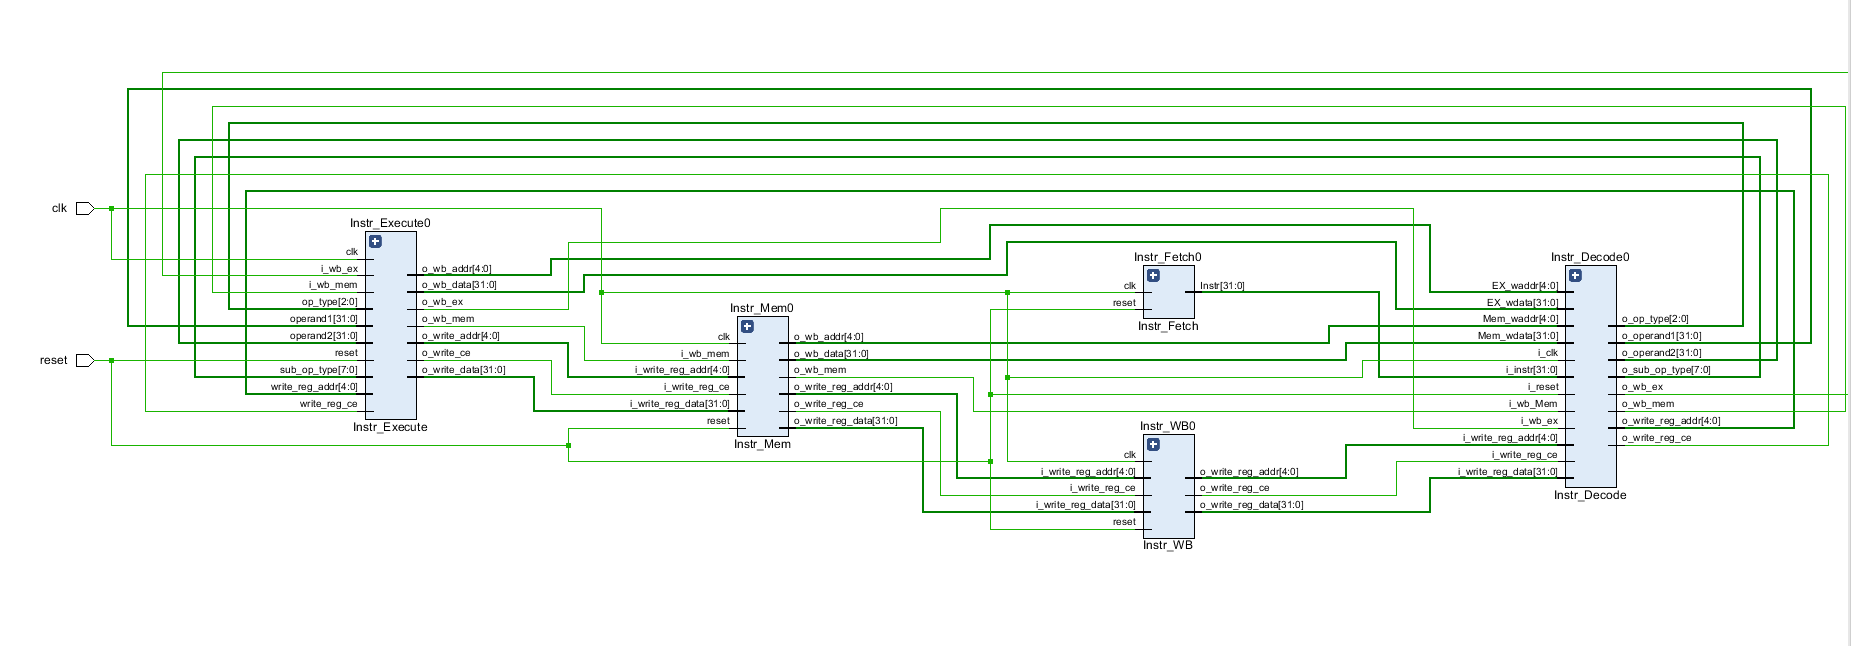 clk
reset
Instr_Execute0
clk
i_wb_ex
i_wb_mem
op_type[2:0]
operand1[31:0]
operand2[31:0]
reset
sub_op_type[7:0]
write_reg_addr[4:0]
write_reg_ce
o_wb_addr[4:0]
o_wb_data[31:0]
o_wb_ex
o_wb_mem
o_write_addr[4:0]
o_write_ce
o_write_data[31:0]
Instr_Execute
Instr_Mem0
clk
i_wb_mem
i_write_reg_addr[4:0]
i_write_reg_ce
i_write_reg_data[31:0]
reset
o_wb_addr[4:0]
o_wb_data[31:0]
o_wb_mem
o_write_reg_addr[4:0]
o_write_reg_ce
o_write_reg_data[31:0]
Instr_Mem
Instr_Fetch0
clk
reset
Instr[31:0]
Instr_Fetch
Instr_WB0
clk
i_write_reg_addr[4:0]
i_write_reg_ce
i_write_reg_data[31:0]
reset
o_write_reg_addr[4:0]
o_write_reg_ce
o_write_reg_data[31:0]
Instr_WB
Instr_Decode0
EX_waddr[4:0]
EX_wdata[31:0]
Mem_waddr[4:0]
Mem_wdata[31:0]
i_clk
i_instr[31:0]
i_reset
i_wb_Mem
i_wb_ex
i_write_reg_addr[4:0]
i_write_reg_ce
i_write_reg_data[31:0]
o_op_type[2:0]
o_operand1[31:0]
o_operand2[31:0]
o_sub_op_type[7:0]
o_wb_ex
o_wb_mem
o_write_reg_addr[4:0]
o_write_reg_ce
Instr_Decode